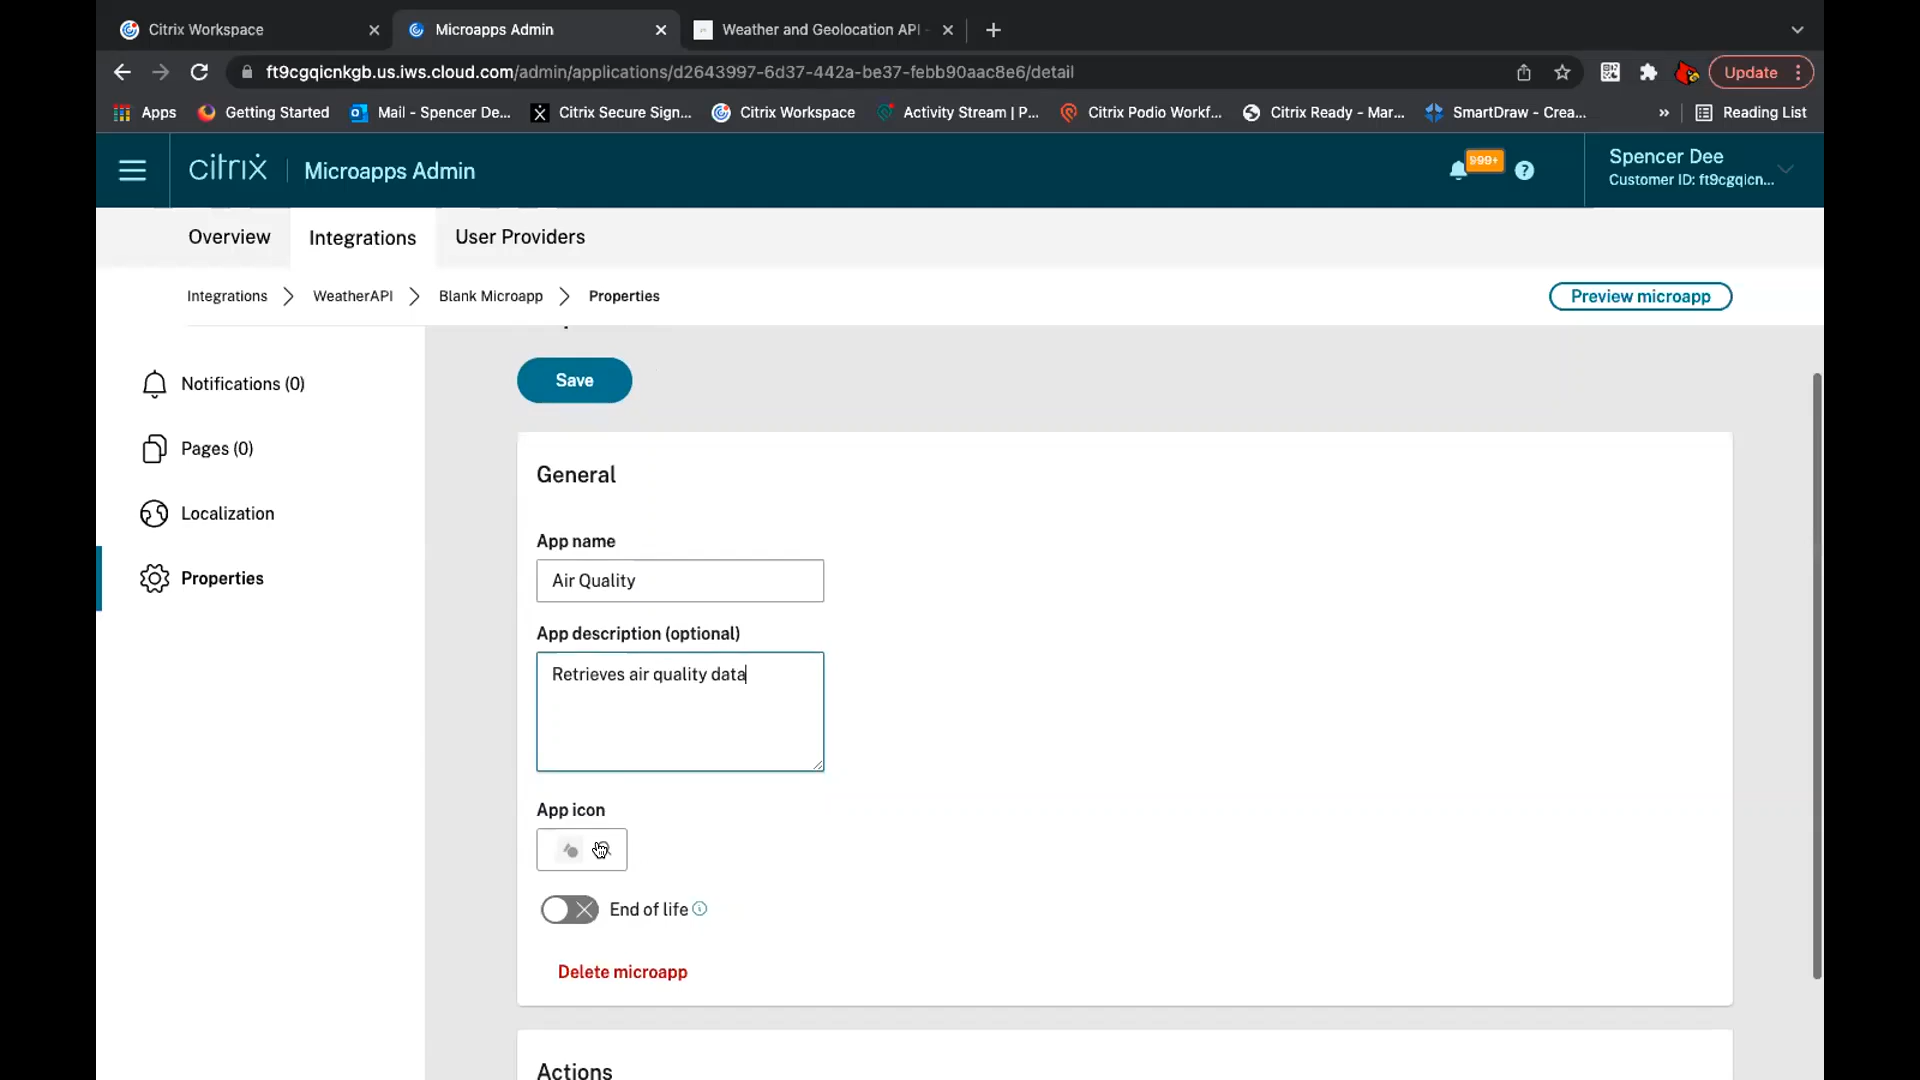 Citrix Workspace
Microapps Admin
Weather and Geolocation API -
ft9cgqicnkgb.us.iws.cloud.com/admin/applications/d2643997-6d37-442a-be37-febb90aac8e6/detail
Update
Apps
Getting Started
Mail - Spencer De...
Citrix Secure Sign...
Citrix Workspace
Activity Stream | P...
Citrix Podio Workf...
Citrix Ready - Mar...
SmartDraw - Crea...
»
Reading List
citrix
Microapps Admin
999+
?
Spencer Dee
Customer ID: ft9cgqicn...
Overview
Integrations
User Providers
Integrations
WeatherAPI
Blank Microapp
Properties
Preview microapp
Notifications (0)
Pages (0)
Localization
Properties
Save
General
App name
Air Quality
App description (optional)
Retrieves air quality data
App icon
End of life
Delete microapp
Actions